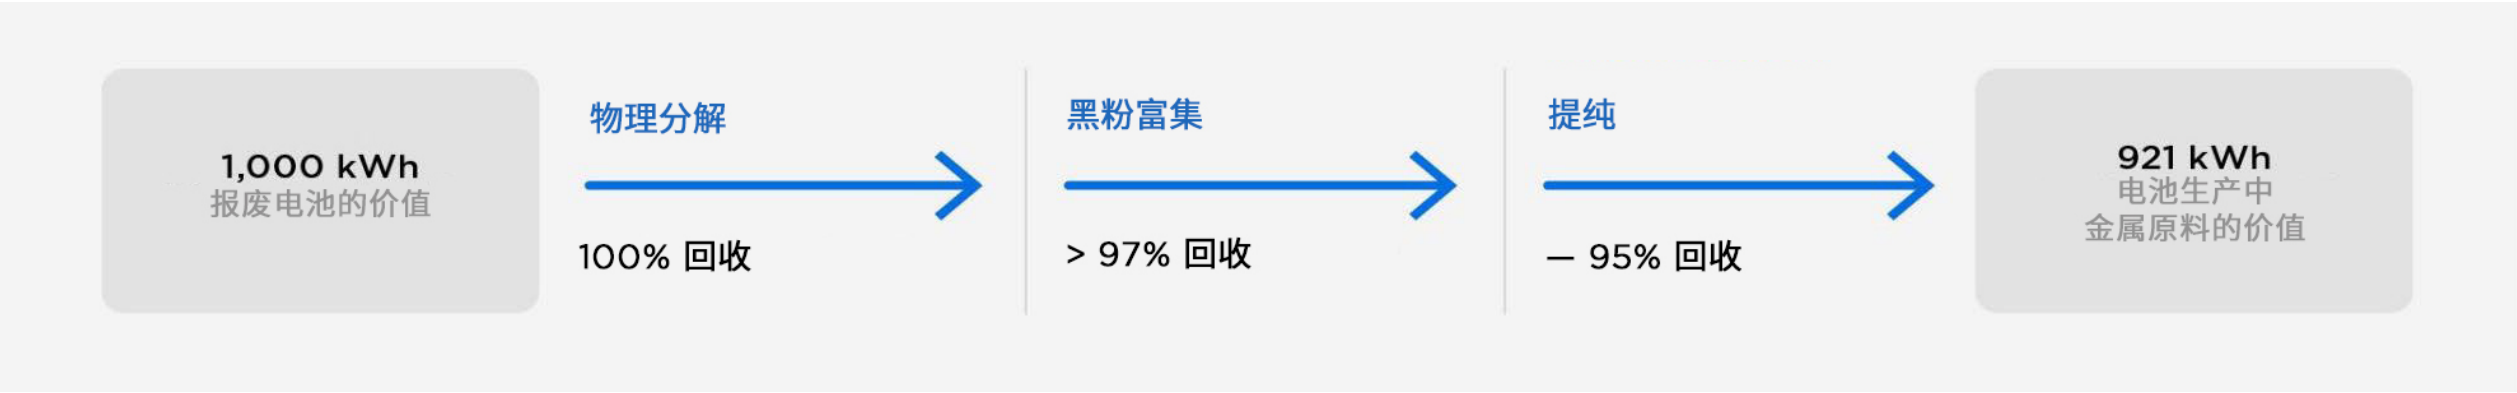 1,000 kWh
报废电池的价值
物理分解
100% 回收
黑粉富集
> 97% 回收
提纯
— 95% 回收
921 kWh
电池生产中
金属原料的价值